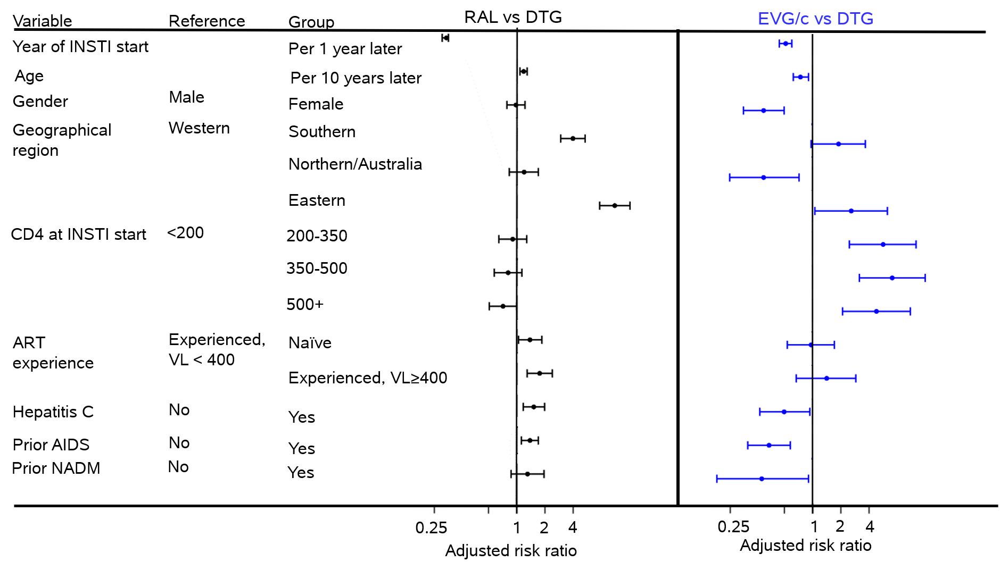 Variable Reference Group RAL vs DTG EVG/c vs DTG
Year of INSTI start Per 1 year later
Age Per 10 years later
Gender Male Female
Geographical Western Southern
region
Northern/Australia
Eastern
CD4 at INSTI start <200 200-350
350-500
500+
ART Experienced, Naïve
experience VL < 400
Experienced, VL≥400
Hepatitis C No Yes
Prior AIDS No Yes
Prior NADM No Yes
0.25 1 2 4 0.25 1 2 4
Adjusted risk ratio Adjusted risk ratio